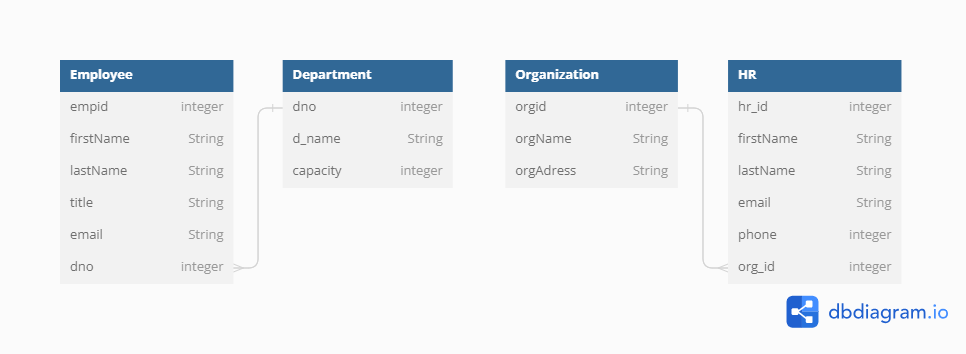 Employee
empid integer
firstName String
lastName String
title String
email String
dno integer
Department
dno integer
d_name String
capacity integer
Organization
orgid integer
orgName String
orgAdress String
HR
hr_id integer
firstName String
lastName String
email String
phone integer
org_id integer
dbdiagram.io